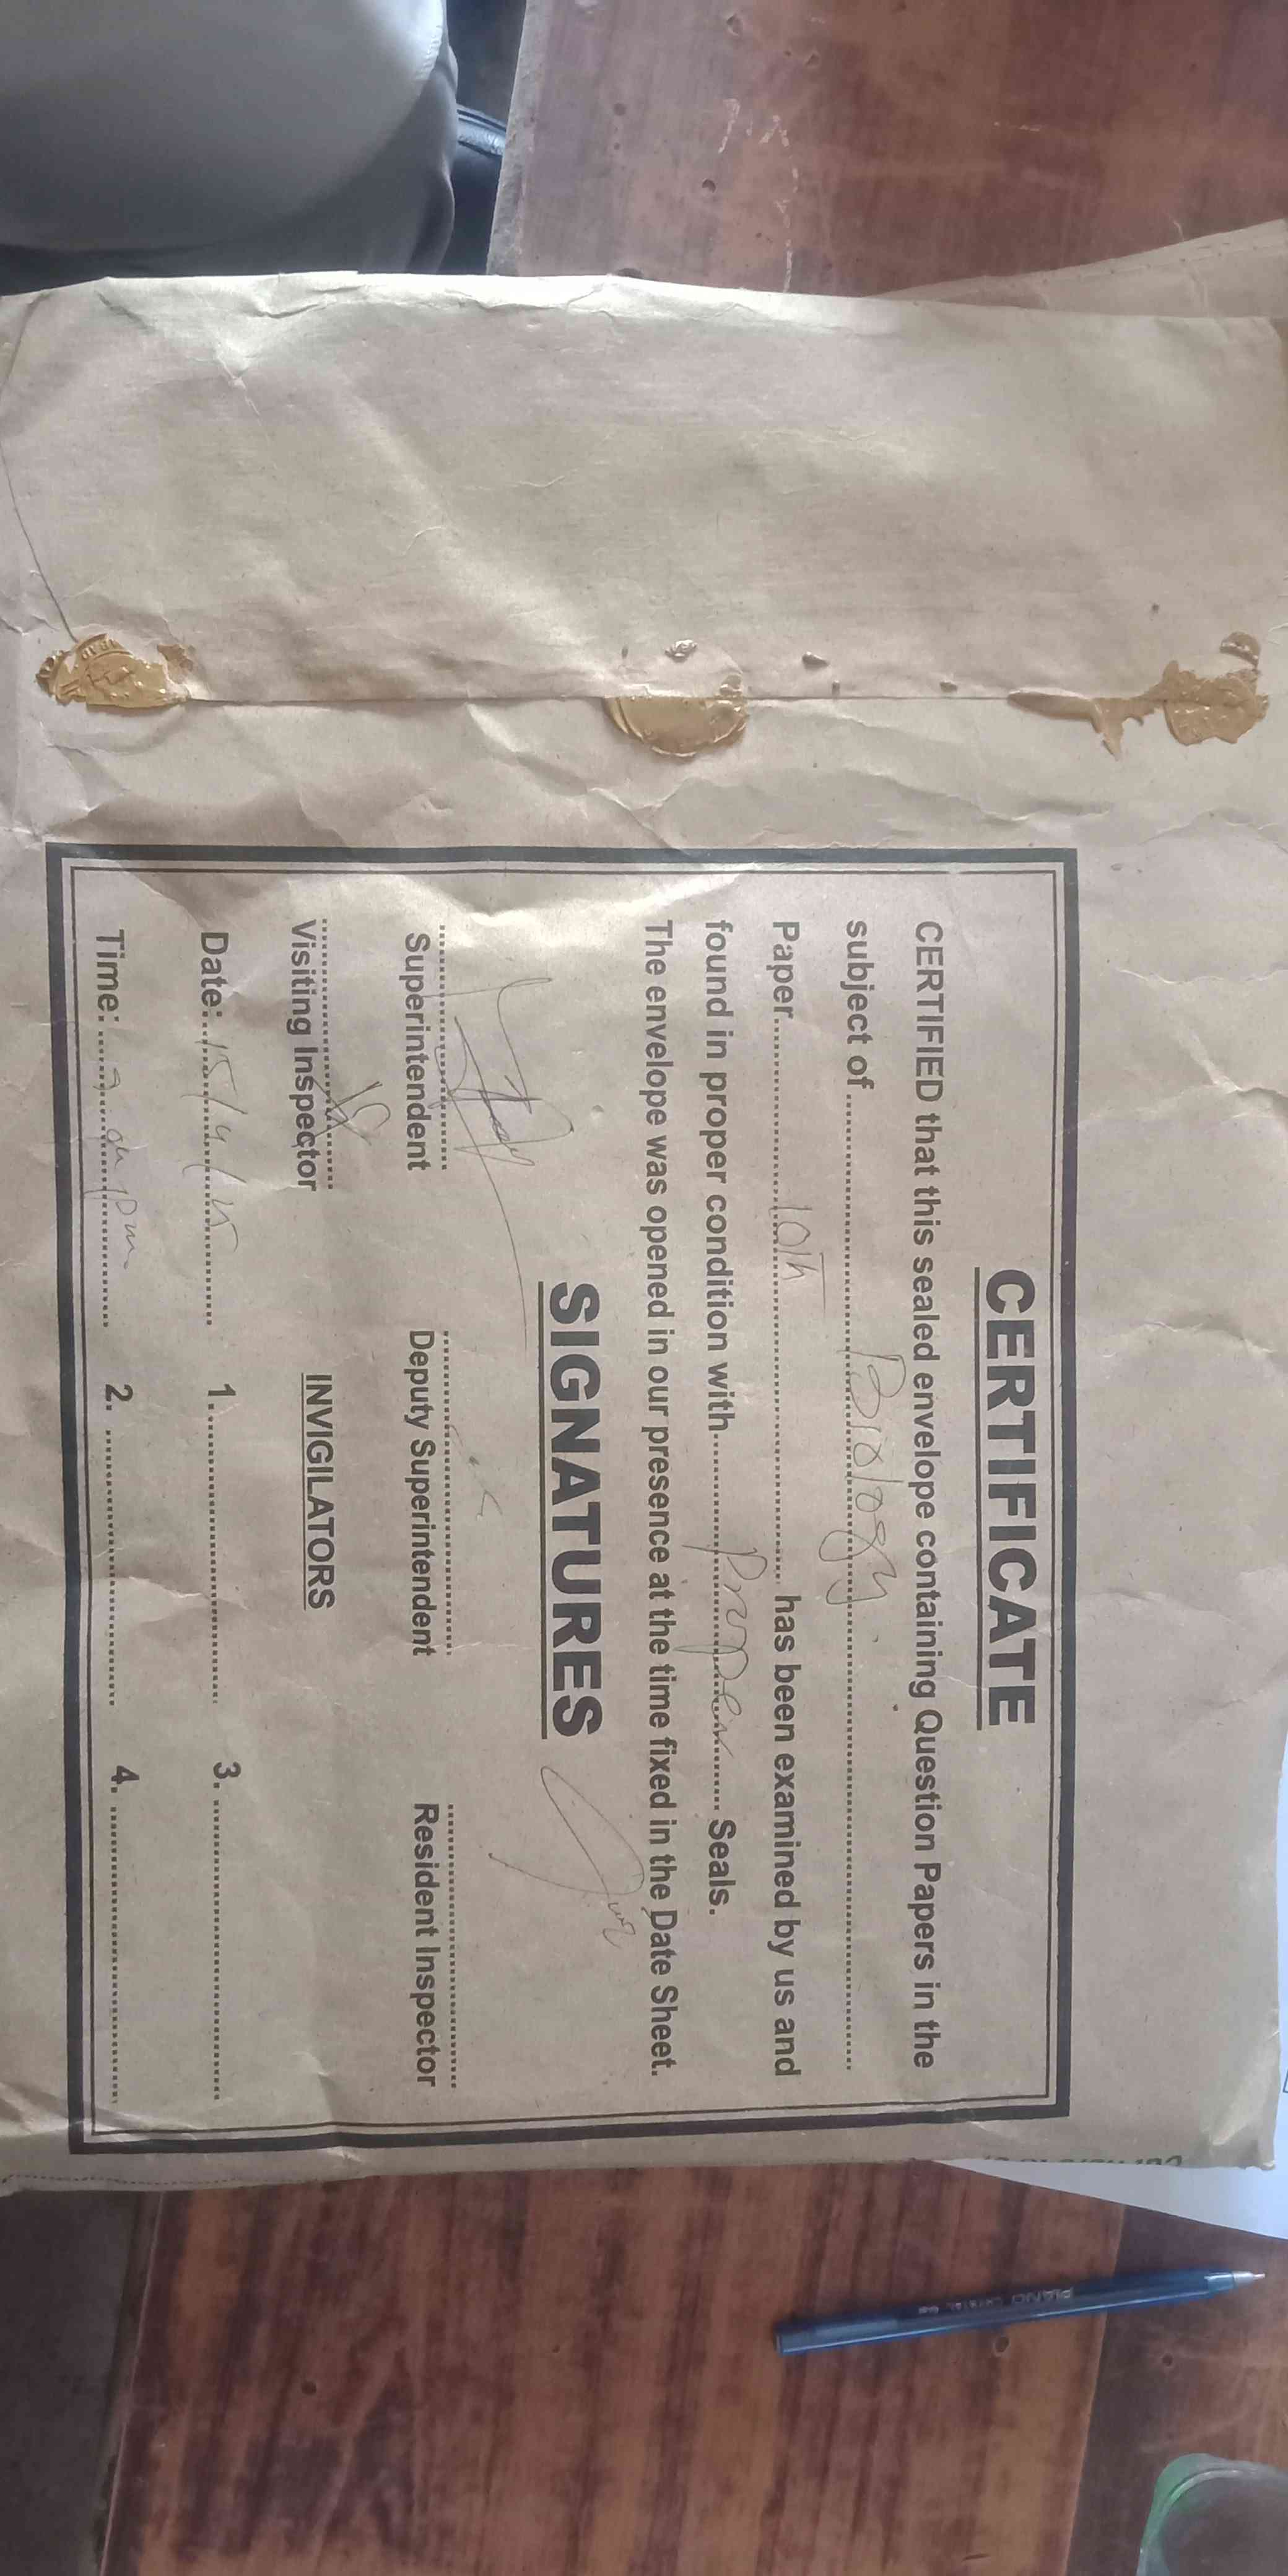 CERTIFICATE
CERTIFIED that this sealed envelope containing Question Papers in the
subject of .......... Biology ..........
Paper.......... 10th .......... has been examined by us and
found in proper condition with.......... Proper .......... Seals.
The envelope was opened in our presence at the time fixed in the Date Sheet.
SIGNATURES
Superintendent Deputy Superintendent Resident Inspector
Visiting Inspector INVIGILATORS
Date: 15/4/25 1. .......... 3. ..........
Time: .......... pm 2. .......... 4. ..........
PIANO